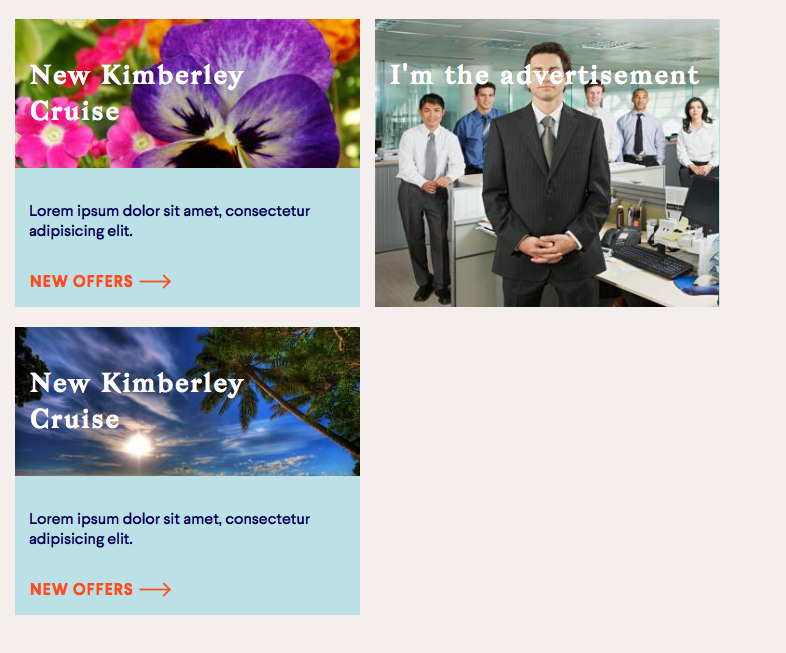 New Kimberley
Cruise
Lorem ipsum dolor sit amet, consectetur
adipisicing elit.
NEW OFFERS
I'm the advertisement
New Kimberley
Cruise
Lorem ipsum dolor sit amet, consectetur
adipisicing elit.
NEW OFFERS